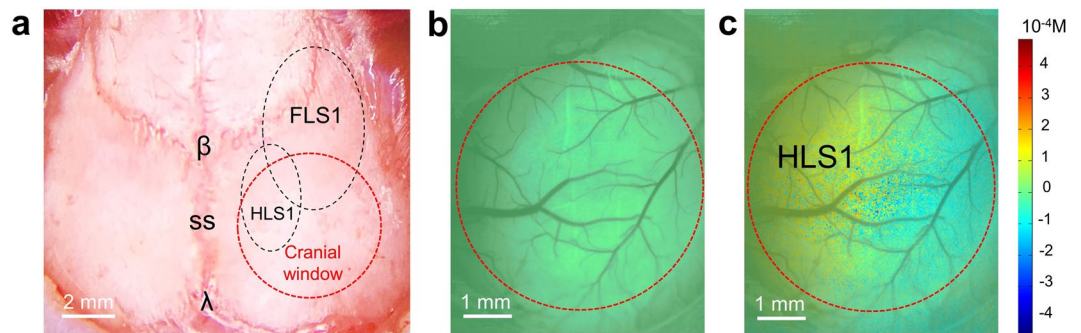 a
β
FLS1
HLS1
ss
Cranial
window
λ
2 mm
b
1 mm
c
HLS1
1 mm
10-4M
4
3
2
1
0
-1
-2
-3
-4